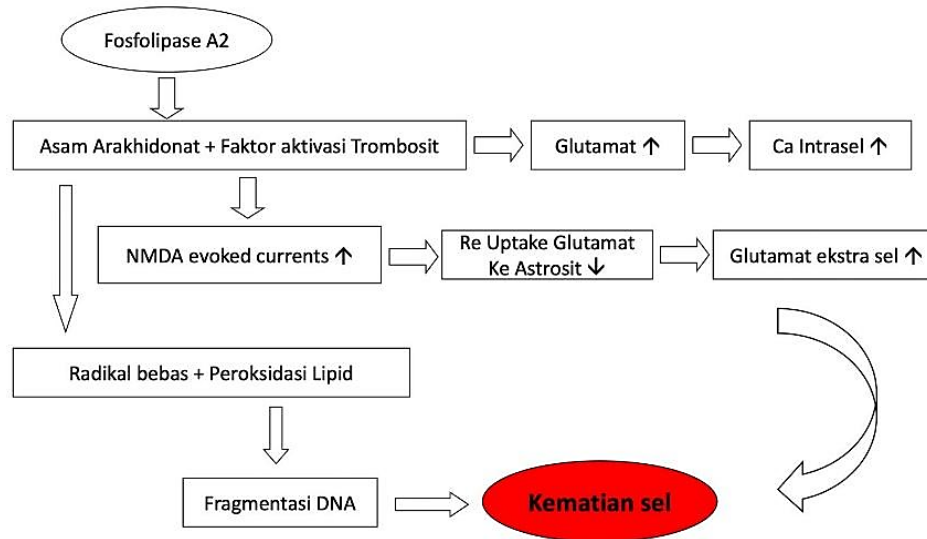 Fosfolipase A2
Asam Arakhidonat + Faktor aktivasi Trombosit
Glutamat ↑
Ca Intrasel ↑
NMDA evoked currents ↑
Re Uptake Glutamat
Ke Astrosit ↓
Glutamat ekstra sel ↑
Radikal bebas + Peroksidasi Lipid
Fragmentasi DNA
Kematian sel